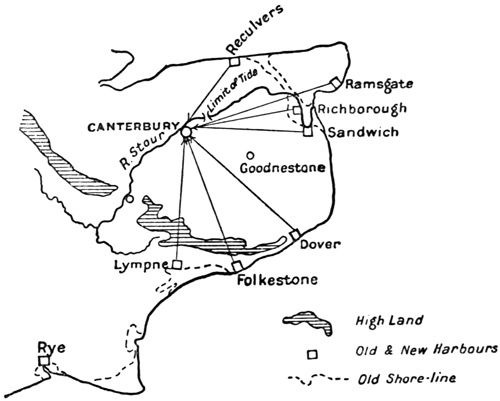 Reculvers
Limit of Tide
Ramsgate
Richborough
CANTERBURY
Sandwich
R. Stour
Goodnestone
Dover
Lympne
Folkestone
High Land
Rye
Old & New Harbours
Old Shore-line